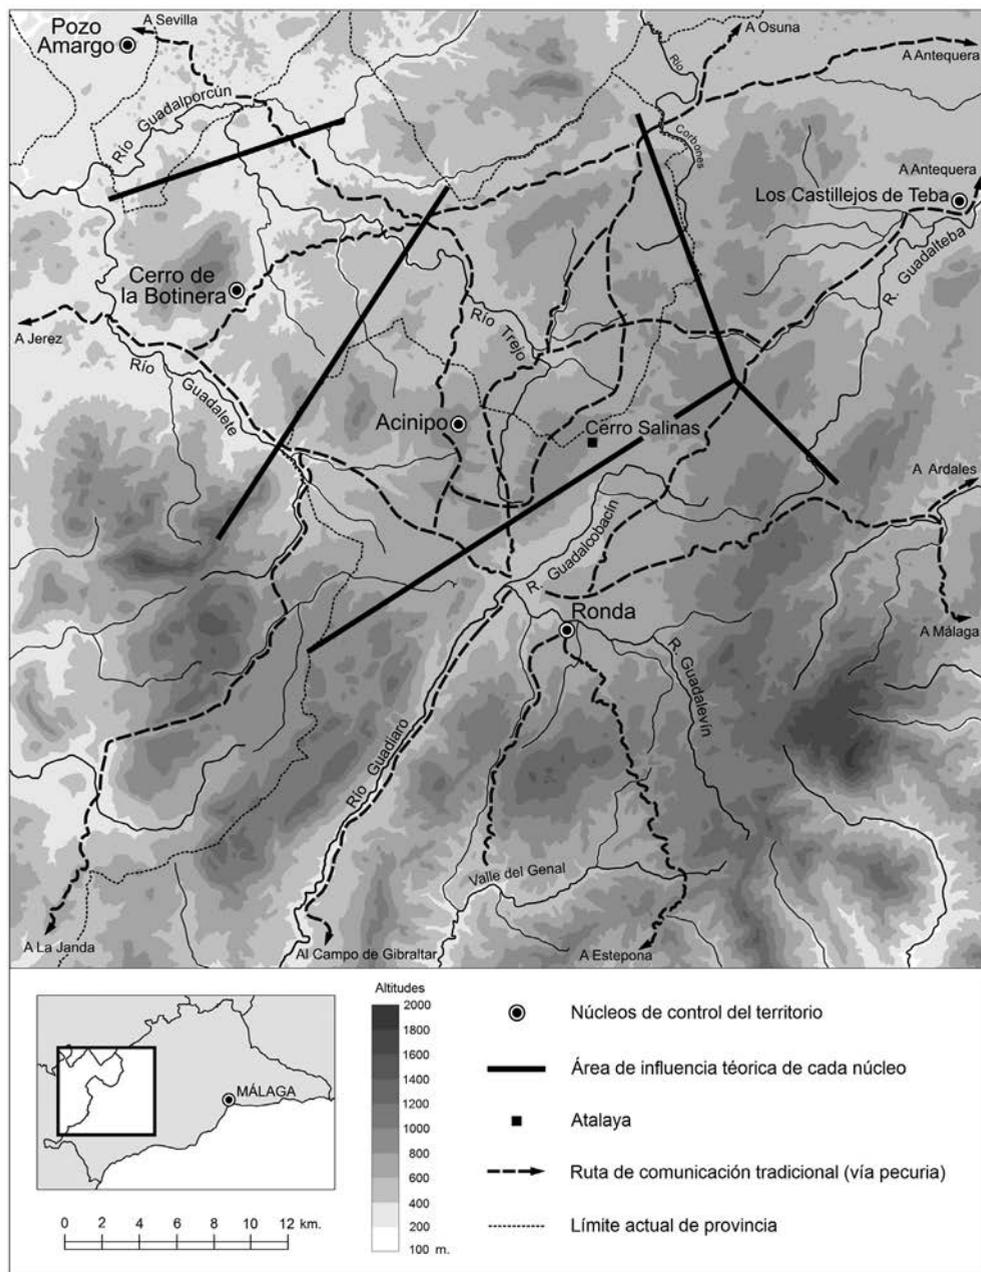 Pozo
Amargo
A Sevilla
A Osuna
Río
A Antequera
Río Guadalporcún
Corbones
A Antequera
Los Castillejos de Teba
R. Guadalteba
Cerro de
la Botinera
A Jerez
Río Guadalete
Río Trejo
Acinipo
Cerro Salinas
A Ardales
R. Guadalcobacín
Ronda
A Málaga
R. Guadalevín
Río Guadiaro
Valle del Genal
A La Janda
Al Campo de Gibraltar
A Estepona
MÁLAGA
0 2 4 6 8 10 12 km.
Altitudes
2000
1800
1600
1400
1200
1000
800
600
400
200
100 m.
Núcleos de control del territorio
Área de influencia téorica de cada núcleo
Atalaya
Ruta de comunicación tradicional (vía pecuria)
Límite actual de provincia